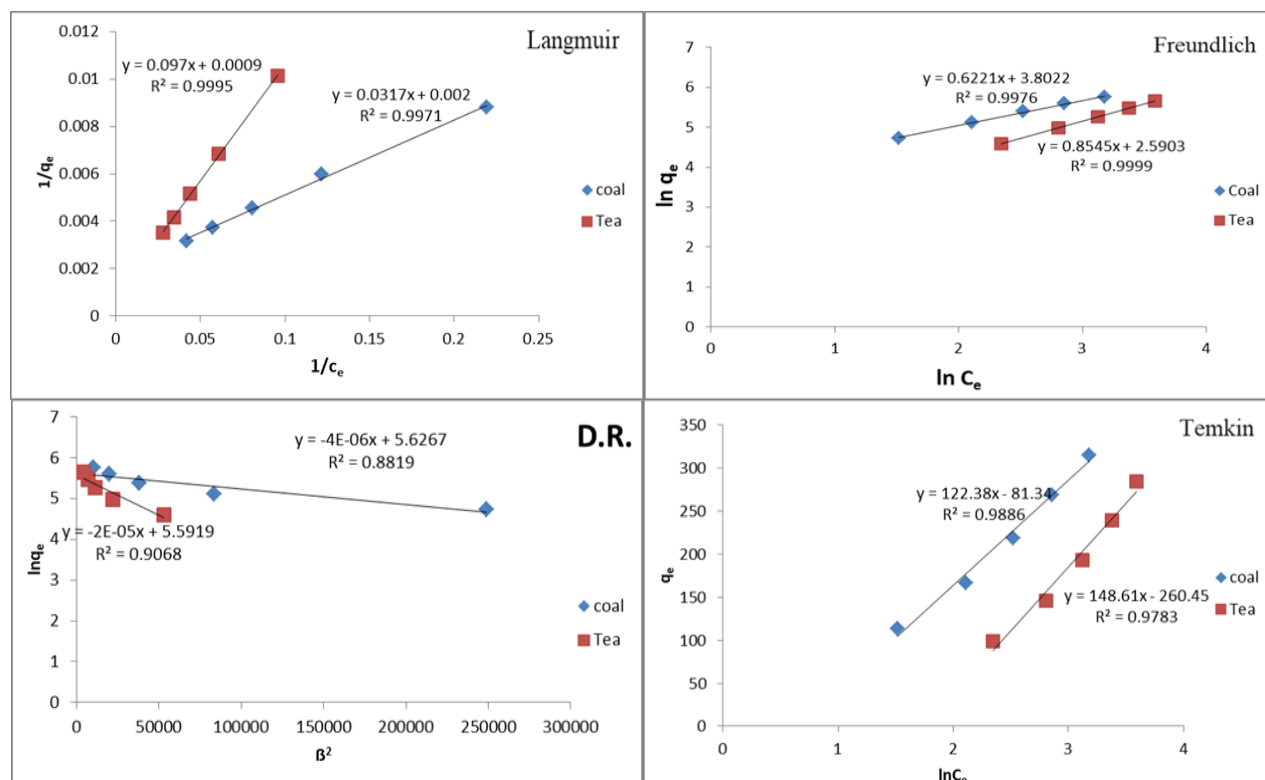 Langmuir
0.012
0.01
0.008
0.006
0.004
0.002
0
1/qₑ
y = 0.097x + 0.0009
R² = 0.9995
y = 0.0317x + 0.002
R² = 0.9971
coal
Tea
0 0.05 0.1 0.15 0.2 0.25
1/cₑ
Freundlich
7
6
5
4
3
2
1
0
ln qₑ
y = 0.6221x + 3.8022
R² = 0.9976
y = 0.8545x + 2.5903
R² = 0.9999
Coal
Tea
0 1 2 3 4
ln Cₑ
D.R.
7
6
5
4
3
2
1
0
lnqₑ
y = -4E-06x + 5.6267
R² = 0.8819
y = -2E-05x + 5.5919
R² = 0.9068
coal
Tea
0 50000 100000 150000 200000 250000 300000
ß²
Temkin
350
300
250
200
150
100
50
0
qₑ
y = 122.38x - 81.34
R² = 0.9886
y = 148.61x - 260.45
R² = 0.9783
coal
Tea
0 1 2 3 4
lnCₑ